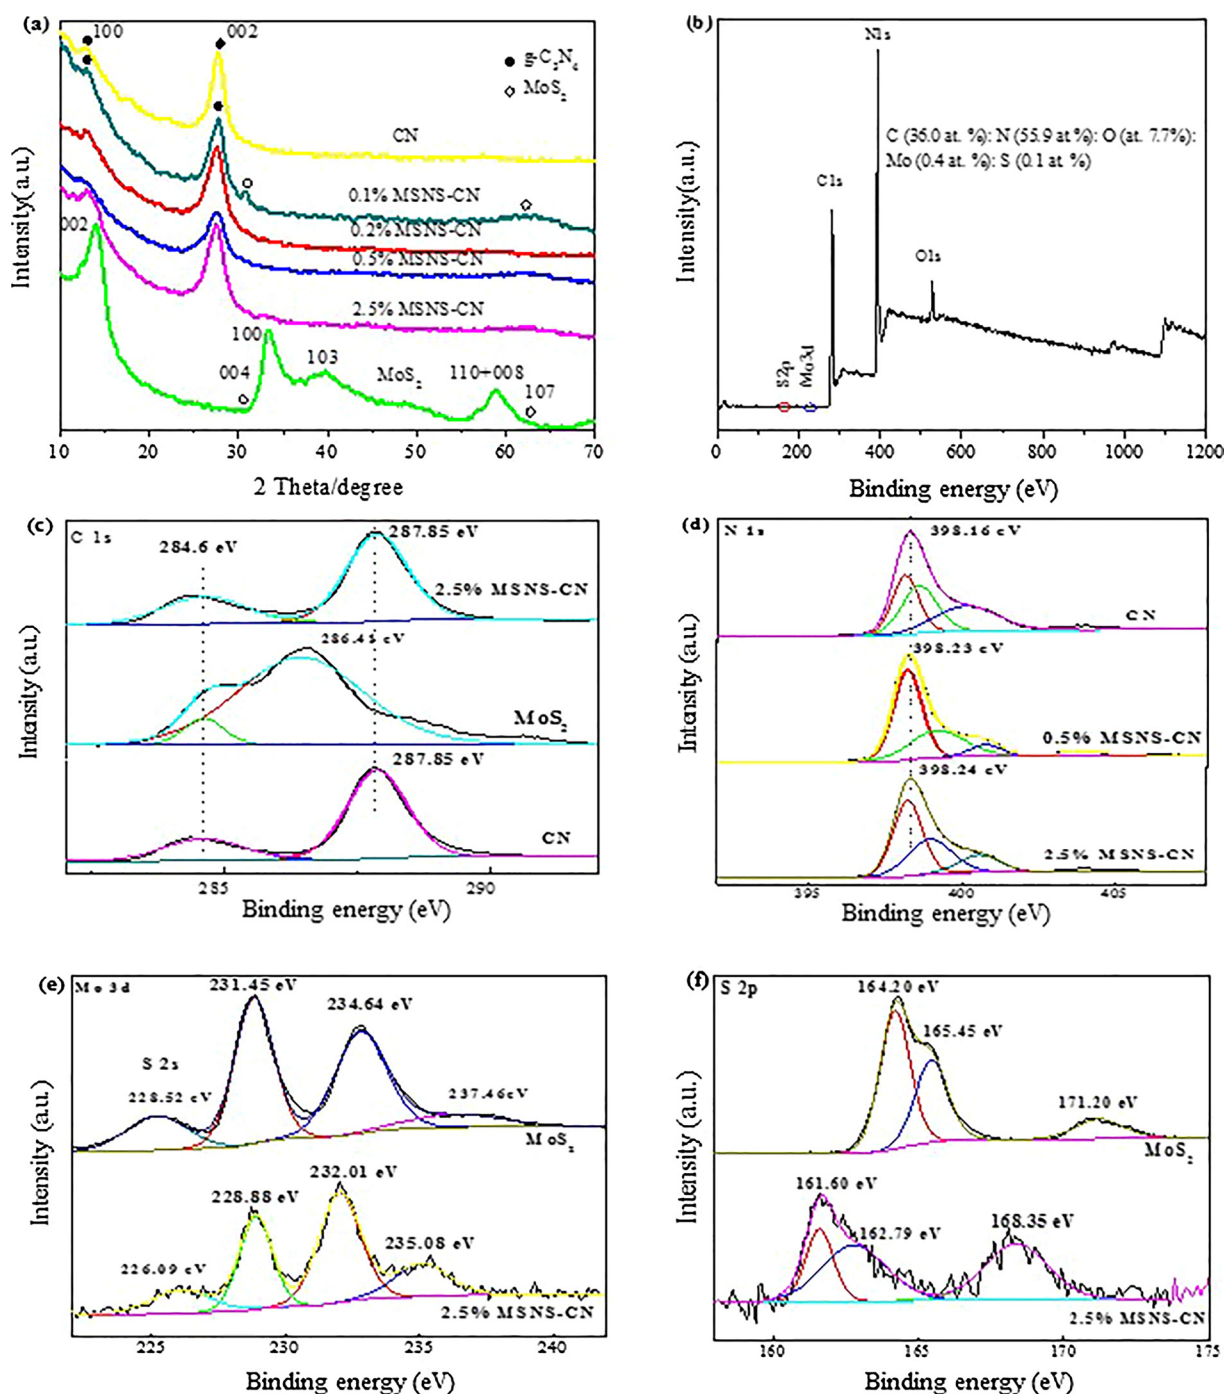 (a)
100
002
● g-C3N4
◇ MoS2
CN
0.1% MSNS-CN
0.2% MSNS-CN
0.5% MSNS-CN
2.5% MSNS-CN
002
100
103
004
MoS2
110+008
107
10 20 30 40 50 60 70
2 Theta/degree
Intensity(a.u.)
(b)
N1s
C (36.0 at. %): N (55.9 at %): O (at. 7.7%):
Mo (0.4 at. %): S (0.1 at %)
C1s
O1s
S2p
Mo3d
0 200 400 600 800 1000 1200
Binding energy (eV)
Intensity(a.u.)
(c)
C 1s
284.6 eV
287.85 eV
2.5% MSNS-CN
MoS2
287.85 eV
CN
285 290
Binding energy (eV)
Intensity (a.u.)
(d)
N 1s
398.16 eV
CN
398.23 eV
0.5% MSNS-CN
398.24 eV
2.5% MSNS-CN
395 400 405
Binding energy (eV)
Intensity (a.u.)
(e)
Mo 3d
231.45 eV
234.64 eV
S 2s
228.52 eV
237.46eV
MoS2
232.01 eV
228.88 eV
235.08 eV
226.09 eV
2.5% MSNS-CN
225 230 235 240
Binding energy (eV)
Intensity (a.u.)
(f)
S 2p
164.20 eV
165.45 eV
171.20 eV
MoS2
161.60 eV
162.79 eV
168.35 eV
2.5% MSNS-CN
160 165 170 175
Binding energy (eV)
Intensity (a.u.)